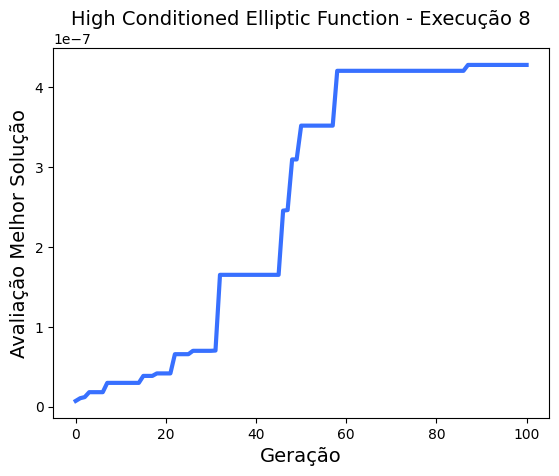 High Conditioned Elliptic Function - Execução 8
1e−7
4
3
2
1
0
Avaliação Melhor Solução
0 20 40 60 80 100
Geração